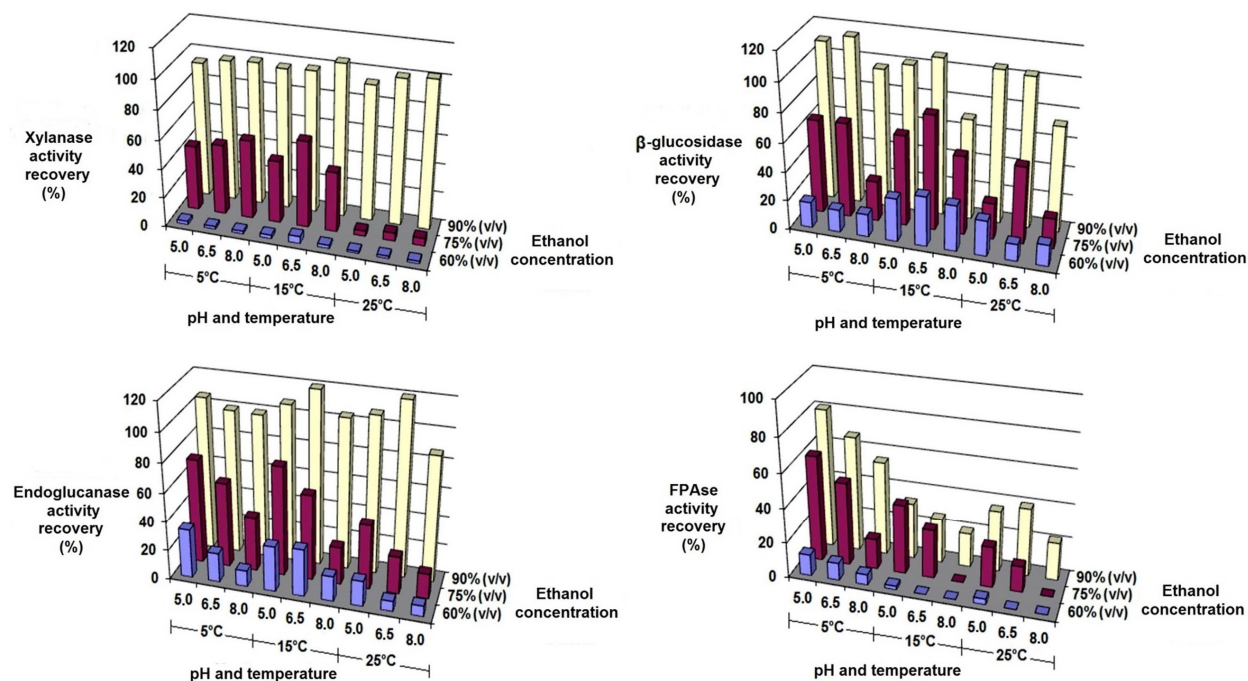 120
100
80
60
40
20
0
Xylanase
activity
recovery
(%)
90% (v/v)
75% (v/v)
60% (v/v)
Ethanol
concentration
5.0 6.5 8.0 5.0 6.5 8.0 5.0 6.5 8.0
5°C 15°C 25°C
pH and temperature
120
100
80
60
40
20
0
β-glucosidase
activity
recovery
(%)
90% (v/v)
75% (v/v)
60% (v/v)
Ethanol
concentration
5.0 6.5 8.0 5.0 6.5 8.0 5.0 6.5 8.0
5°C 15°C 25°C
pH and temperature
120
100
80
60
40
20
0
Endoglucanase
activity
recovery
(%)
90% (v/v)
75% (v/v)
60% (v/v)
Ethanol
concentration
5.0 6.5 8.0 5.0 6.5 8.0 5.0 6.5 8.0
5°C 15°C 25°C
pH and temperature
100
80
60
40
20
0
FPAse
activity
recovery
(%)
90% (v/v)
75% (v/v)
60% (v/v)
Ethanol
concentration
5.0 6.5 8.0 5.0 6.5 8.0 5.0 6.5 8.0
5°C 15°C 25°C
pH and temperature